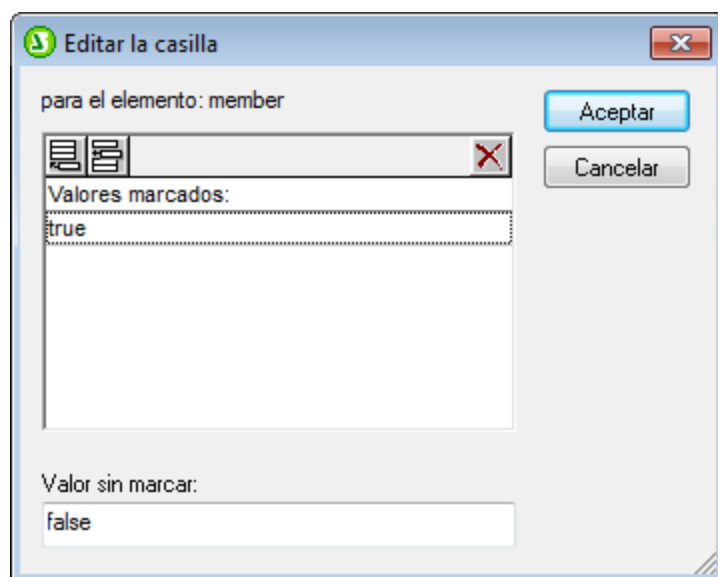 Editar la casilla
para el elemento: member
Aceptar
Cancelar
Valores marcados:
true
Valor sin marcar:
false